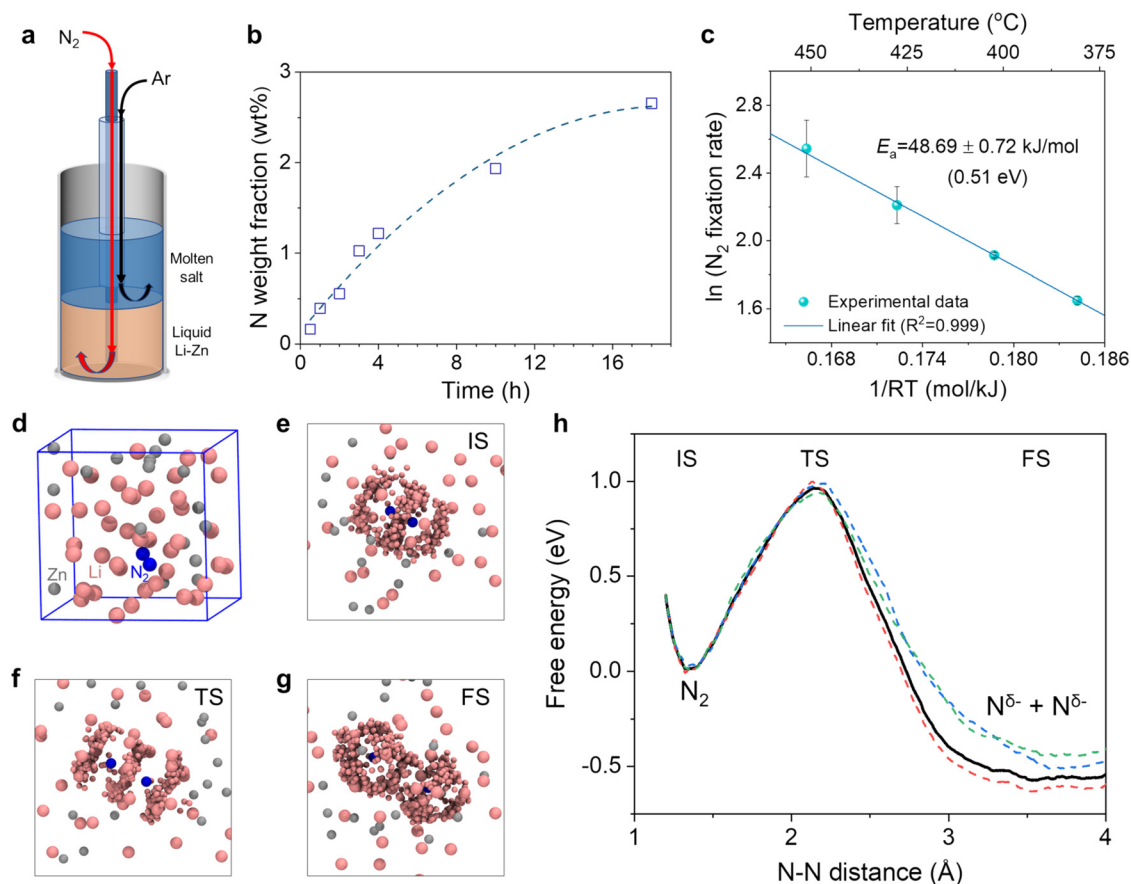 a
N₂
Ar
Molten
salt
Liquid
Li-Zn
b
N weight fraction (wt%)
3
2
1
0
0 4 8 12 16
Time (h)
c
Temperature (ºC)
450 425 400 375
ln (N₂ fixation rate)
2.8
2.4
2.0
1.6
Eₐ=48.69 ± 0.72 kJ/mol
(0.51 eV)
Experimental data
Linear fit (R²=0.999)
0.168 0.174 0.180 0.186
1/RT (mol/kJ)
d
Zn Li N₂
e
IS
f
TS
g
FS
h
IS TS FS
Free energy (eV)
1.0
0.5
0.0
-0.5
N₂
Nᵟ⁻ + Nᵟ⁻
1 2 3 4
N-N distance (Å)